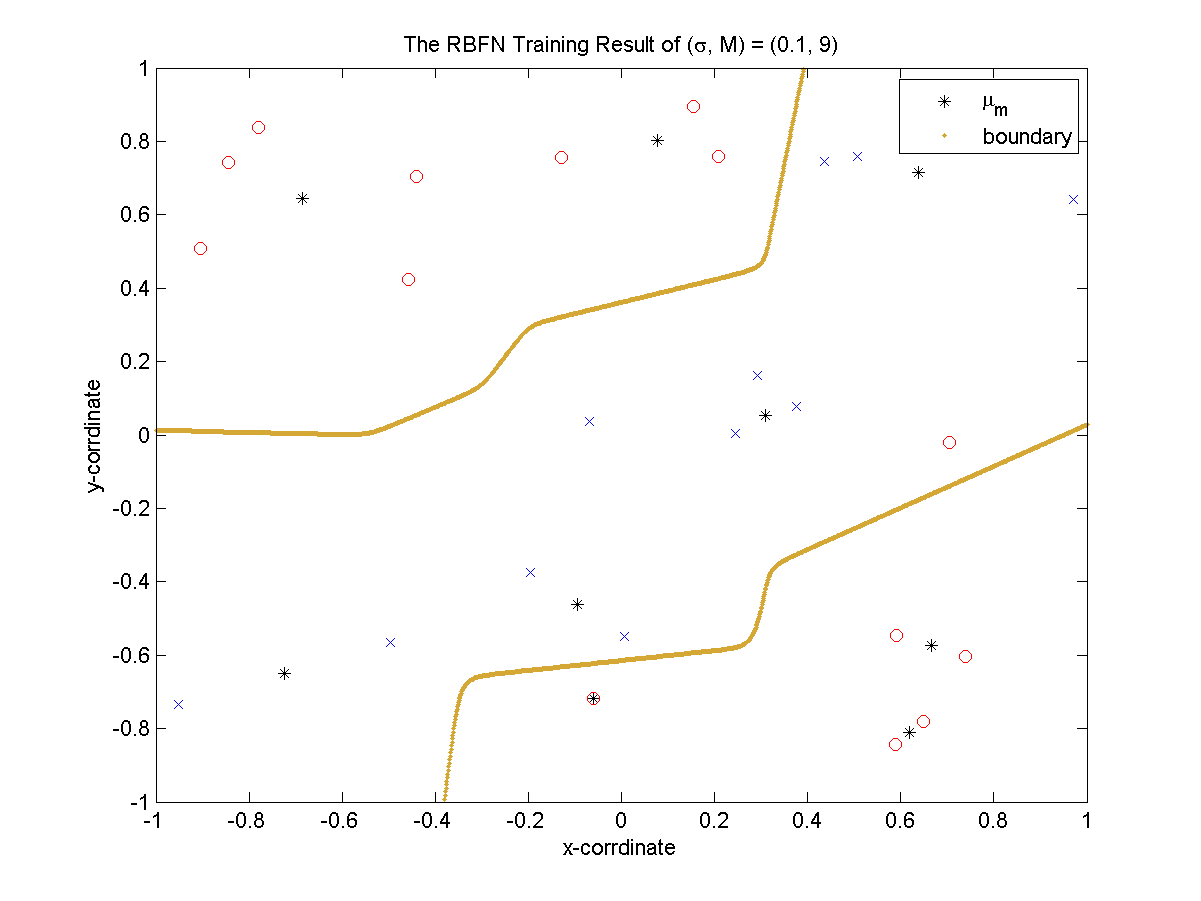 The RBFN Training Result of (σ, M) = (0.1, 9)
1
0.8
0.6
0.4
0.2
0
-0.2
-0.4
-0.6
-0.8
-1
y-corrdinate
μm
boundary
-1 -0.8 -0.6 -0.4 -0.2 0 0.2 0.4 0.6 0.8 1
x-corrdinate